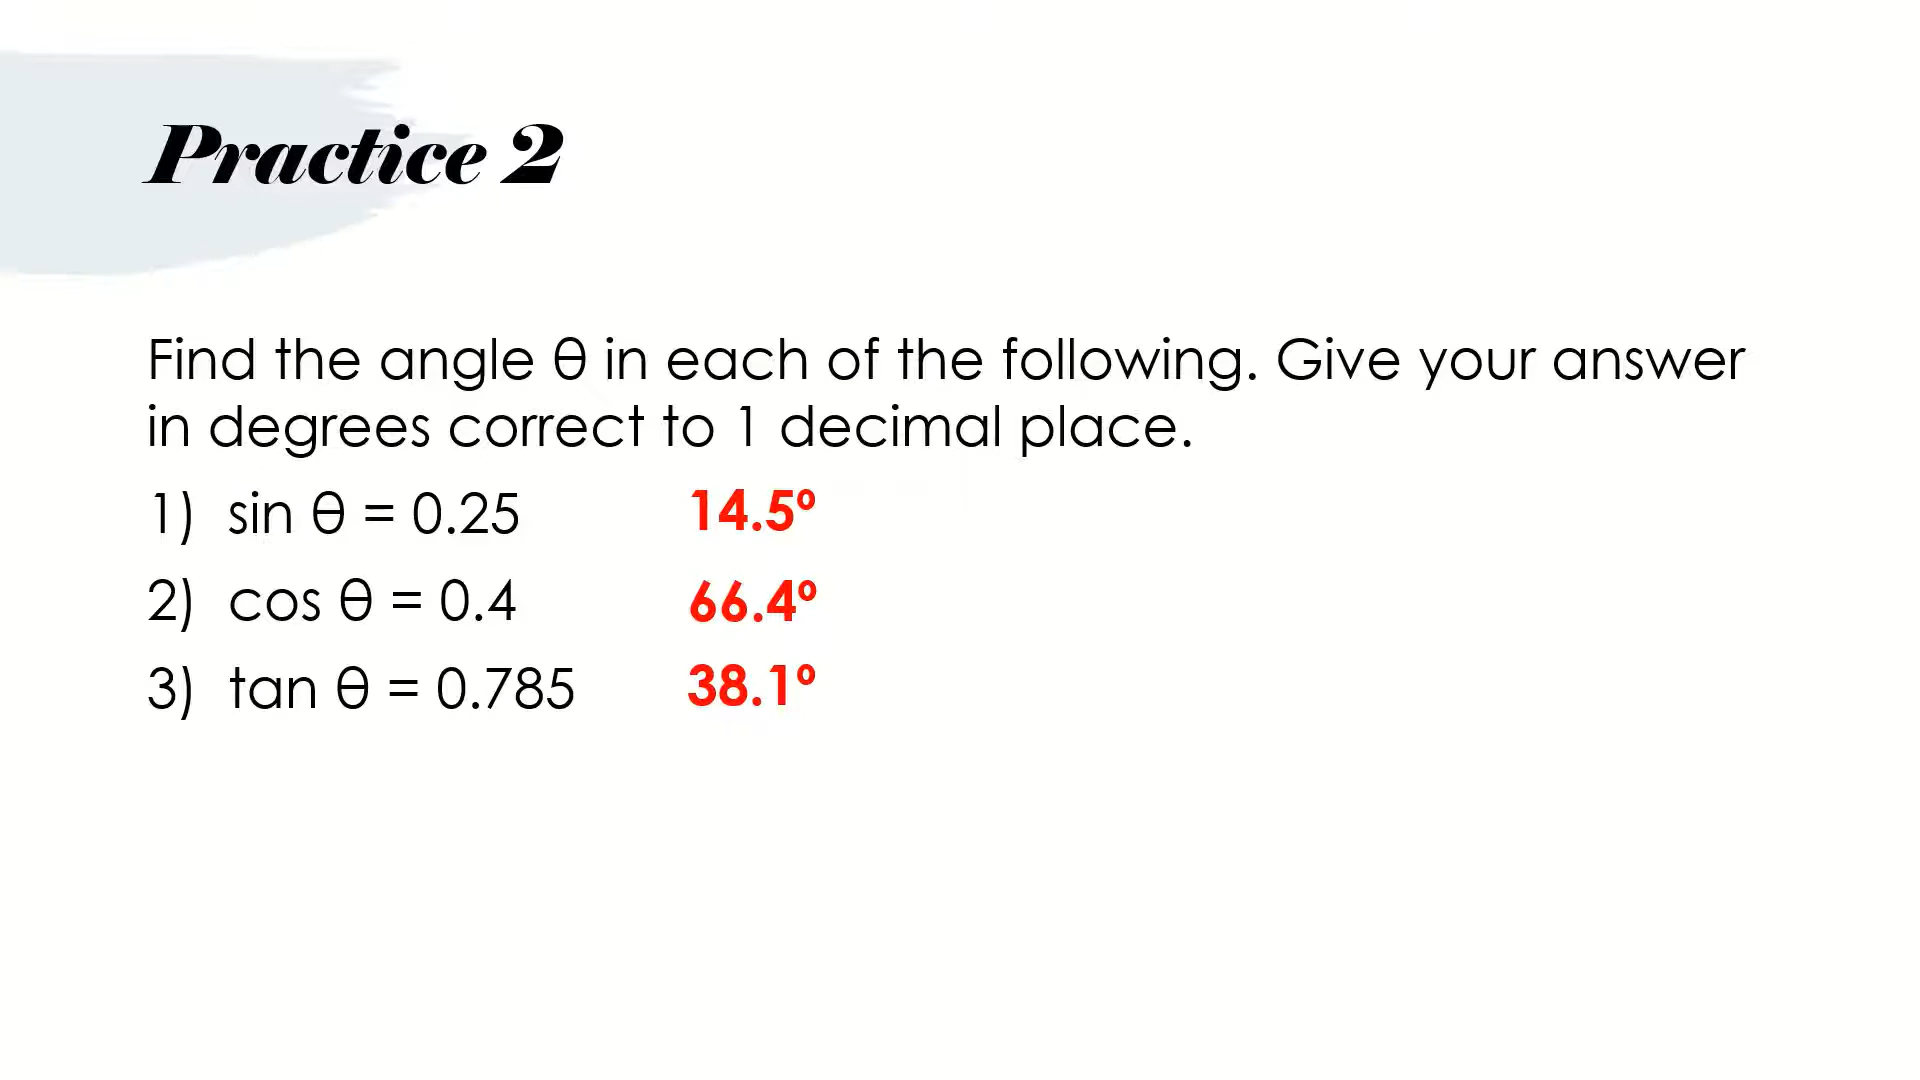 Practice 2
Find the angle θ in each of the following. Give your answer
in degrees correct to 1 decimal place.
1) sin θ = 0.25 14.5º
2) cos θ = 0.4 66.4º
3) tan θ = 0.785 38.1º